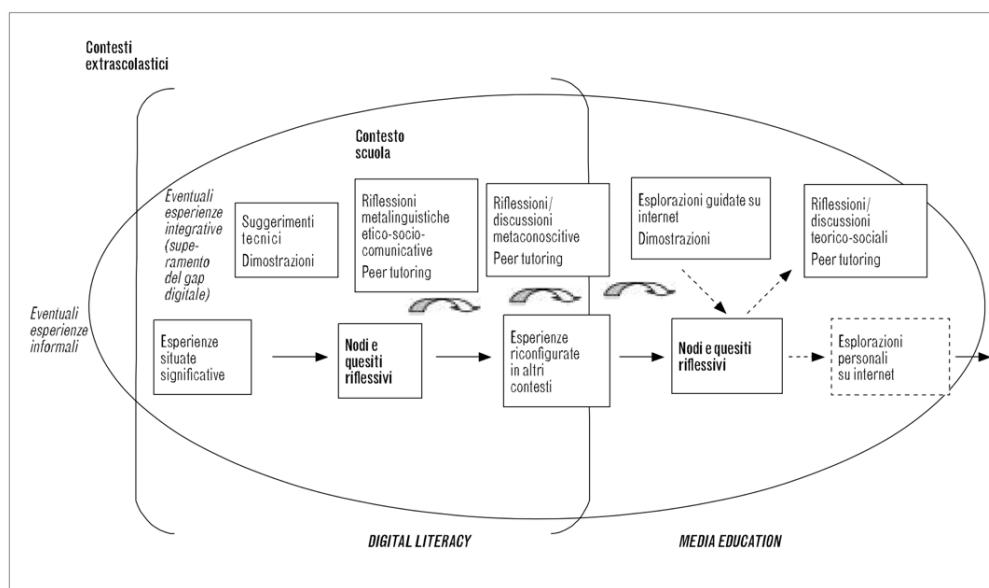 Contesti
extrascolastici
Contesto
scuola
Eventuali
esperienze
integrative
(supe-
ramento
del gap
digitale)
Suggerimenti
tecnici
Dimostrazioni
Riflessioni
metalinguistiche
etico-socio-
comunicative
Peer tutoring
Riflessioni/
discussioni
metaconoscitive
Peer tutoring
Esplorazioni guidate su
internet
Dimostrazioni
Riflessioni/
discussioni
teorico-sociali
Peer tutoring
Eventuali
esperienze
informali
Esperienze
situate
significative
Nodi e
quesiti
riflessivi
Esperienze
riconfigurate
in altri
contesti
Nodi e quesiti
riflessivi
Esplorazioni
personali
su internet
DIGITAL LITERACY
MEDIA EDUCATION